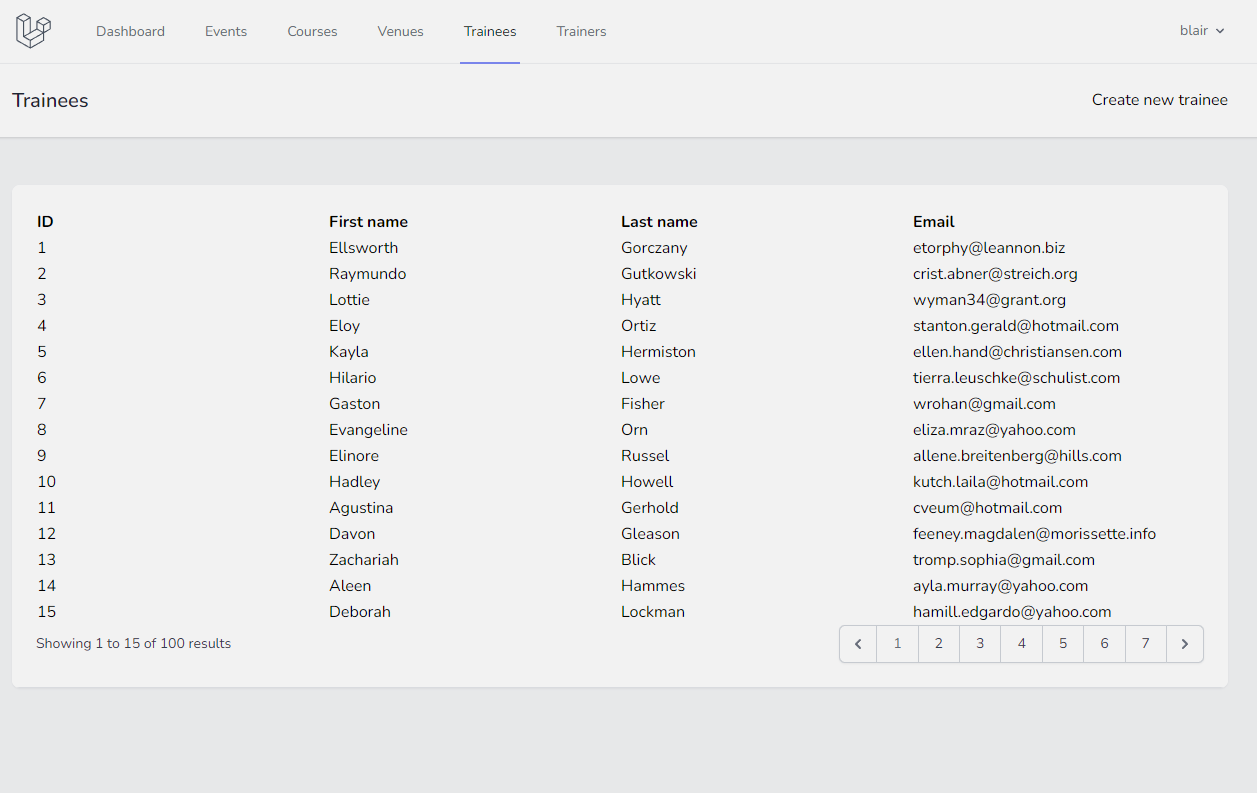 Dashboard Events Courses Venues Trainees Trainers blair
Trainees Create new trainee
ID First name Last name Email
1 Ellsworth Gorczany etorphy@leannon.biz
2 Raymundo Gutkowski crist.abner@streich.org
3 Lottie Hyatt wyman34@grant.org
4 Eloy Ortiz stanton.gerald@hotmail.com
5 Kayla Hermiston ellen.hand@christiansen.com
6 Hilario Lowe tierra.leuschke@schulist.com
7 Gaston Fisher wrohan@gmail.com
8 Evangeline Orn eliza.mraz@yahoo.com
9 Elinore Russel allene.breitenberg@hills.com
10 Hadley Howell kutch.laila@hotmail.com
11 Agustina Gerhold cveum@hotmail.com
12 Davon Gleason feeney.magdalen@morissette.info
13 Zachariah Blick tromp.sophia@gmail.com
14 Aleen Hammes ayla.murray@yahoo.com
15 Deborah Lockman hamill.edgardo@yahoo.com
Showing 1 to 15 of 100 results 1 2 3 4 5 6 7